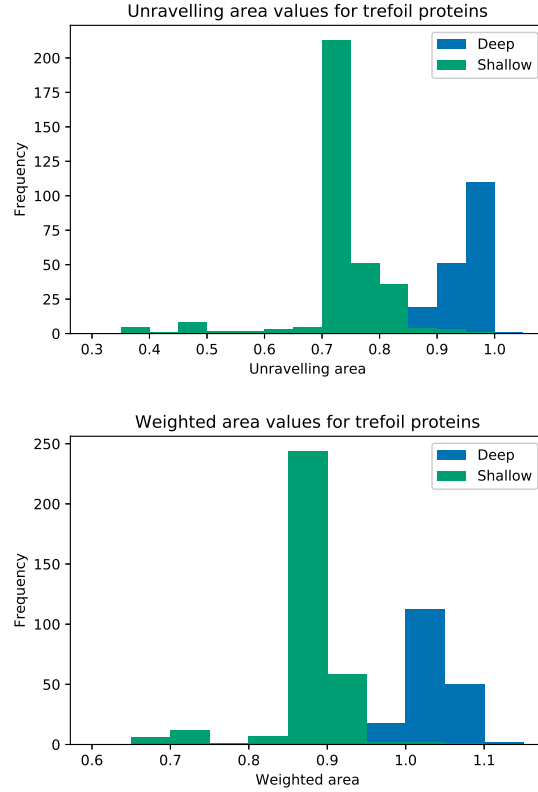 Unravelling area values for trefoil proteins
Deep
Shallow
Frequency
200
175
150
125
100
75
50
25
0
0.3 0.4 0.5 0.6 0.7 0.8 0.9 1.0
Unravelling area
Weighted area values for trefoil proteins
Deep
Shallow
Frequency
250
200
150
100
50
0
0.6 0.7 0.8 0.9 1.0 1.1
Weighted area